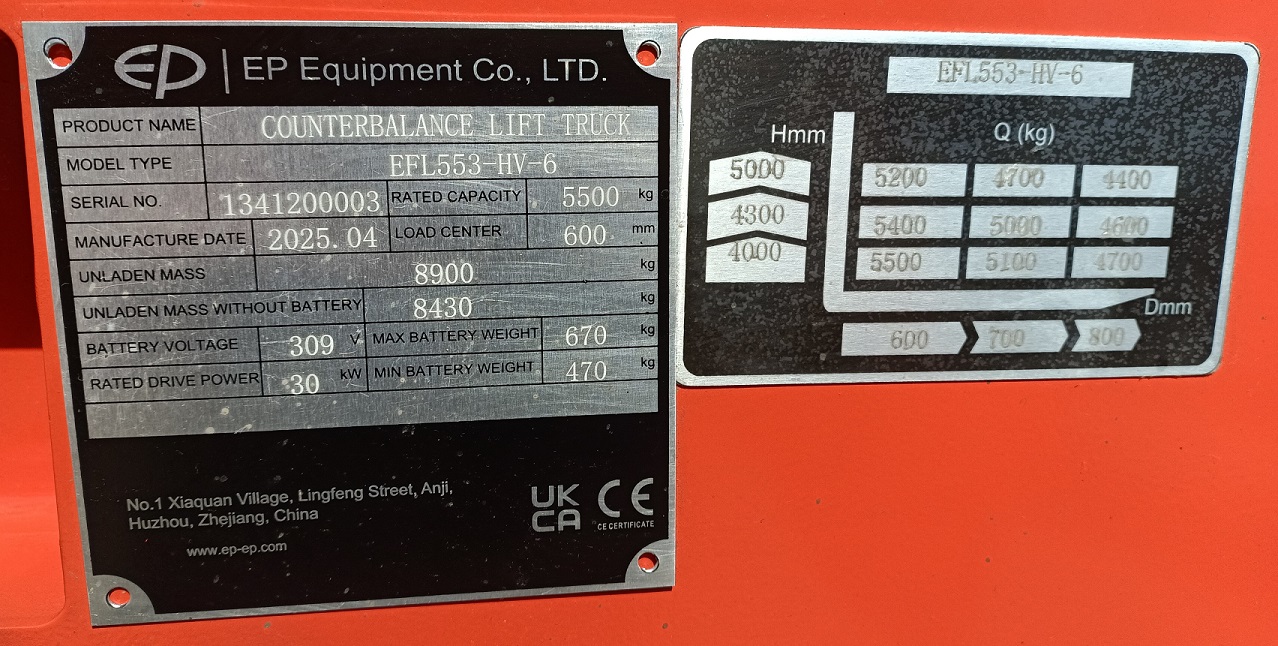 EP | EP Equipment Co., LTD.
PRODUCT NAME COUNTERBALANCE LIFT TRUCK
MODEL TYPE EFL553-HV-6
SERIAL NO. 1341200003 RATED CAPACITY 5500 kg
MANUFACTURE DATE 2025.04 LOAD CENTER 600 mm
UNLADEN MASS 8900 kg
UNLADEN MASS WITHOUT BATTERY 8430 kg
BATTERY VOLTAGE 309 V MAX BATTERY WEIGHT 670 kg
RATED DRIVE POWER 30 kW MIN BATTERY WEIGHT 470 kg
No.1 Xiaquan Village, Lingfeng Street, Anji,
Huzhou, Zhejiang, China
www.ep-ep.com
UK
CA
CE
CE CERTIFICATE
EFL553-HV-6
Hmm Q (kg)
5000 5200 4700 4400
4300 5400 5000 4600
4000 5500 5100 4700
Dmm
600 700 800